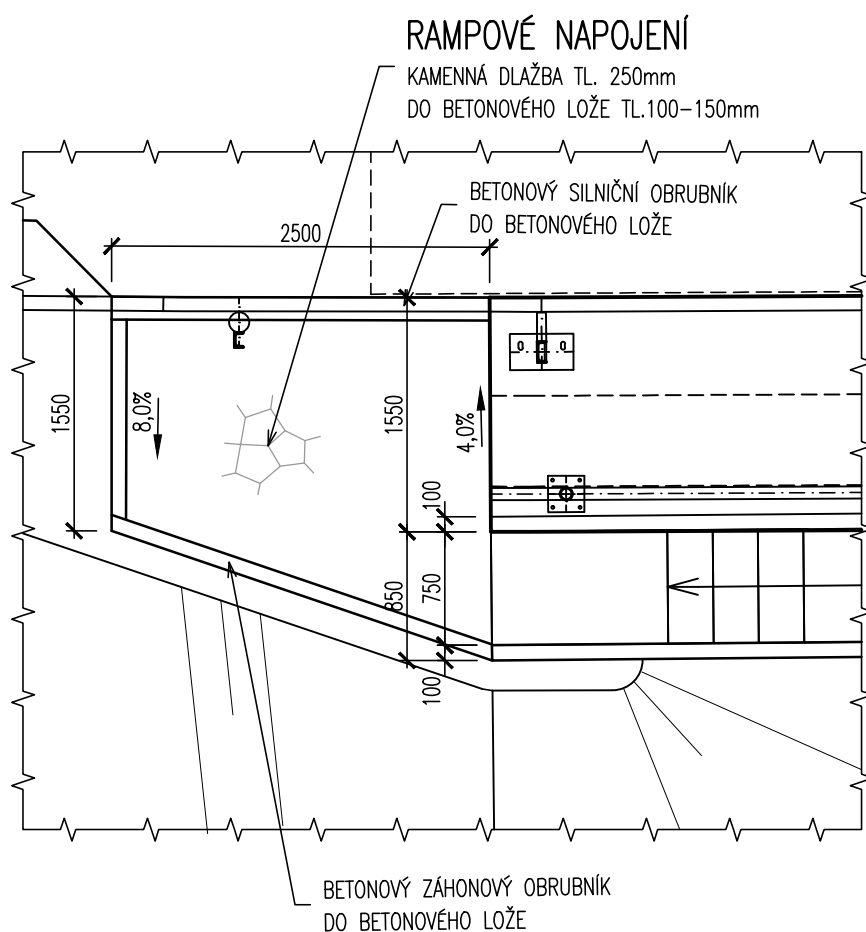 RAMPOVÉ NAPOJENÍ
KAMENNÁ DLAŽBA TL. 250mm
DO BETONOVÉHO LOŽE TL.100-150mm
BETONOVÝ SILNIČNÍ OBRUBNÍK
DO BETONOVÉHO LOŽE
2500
1550
8,0%
1550
4,0%
100
850
750
100
BETONOVÝ ZÁHONOVÝ OBRUBNÍK
DO BETONOVÉHO LOŽE